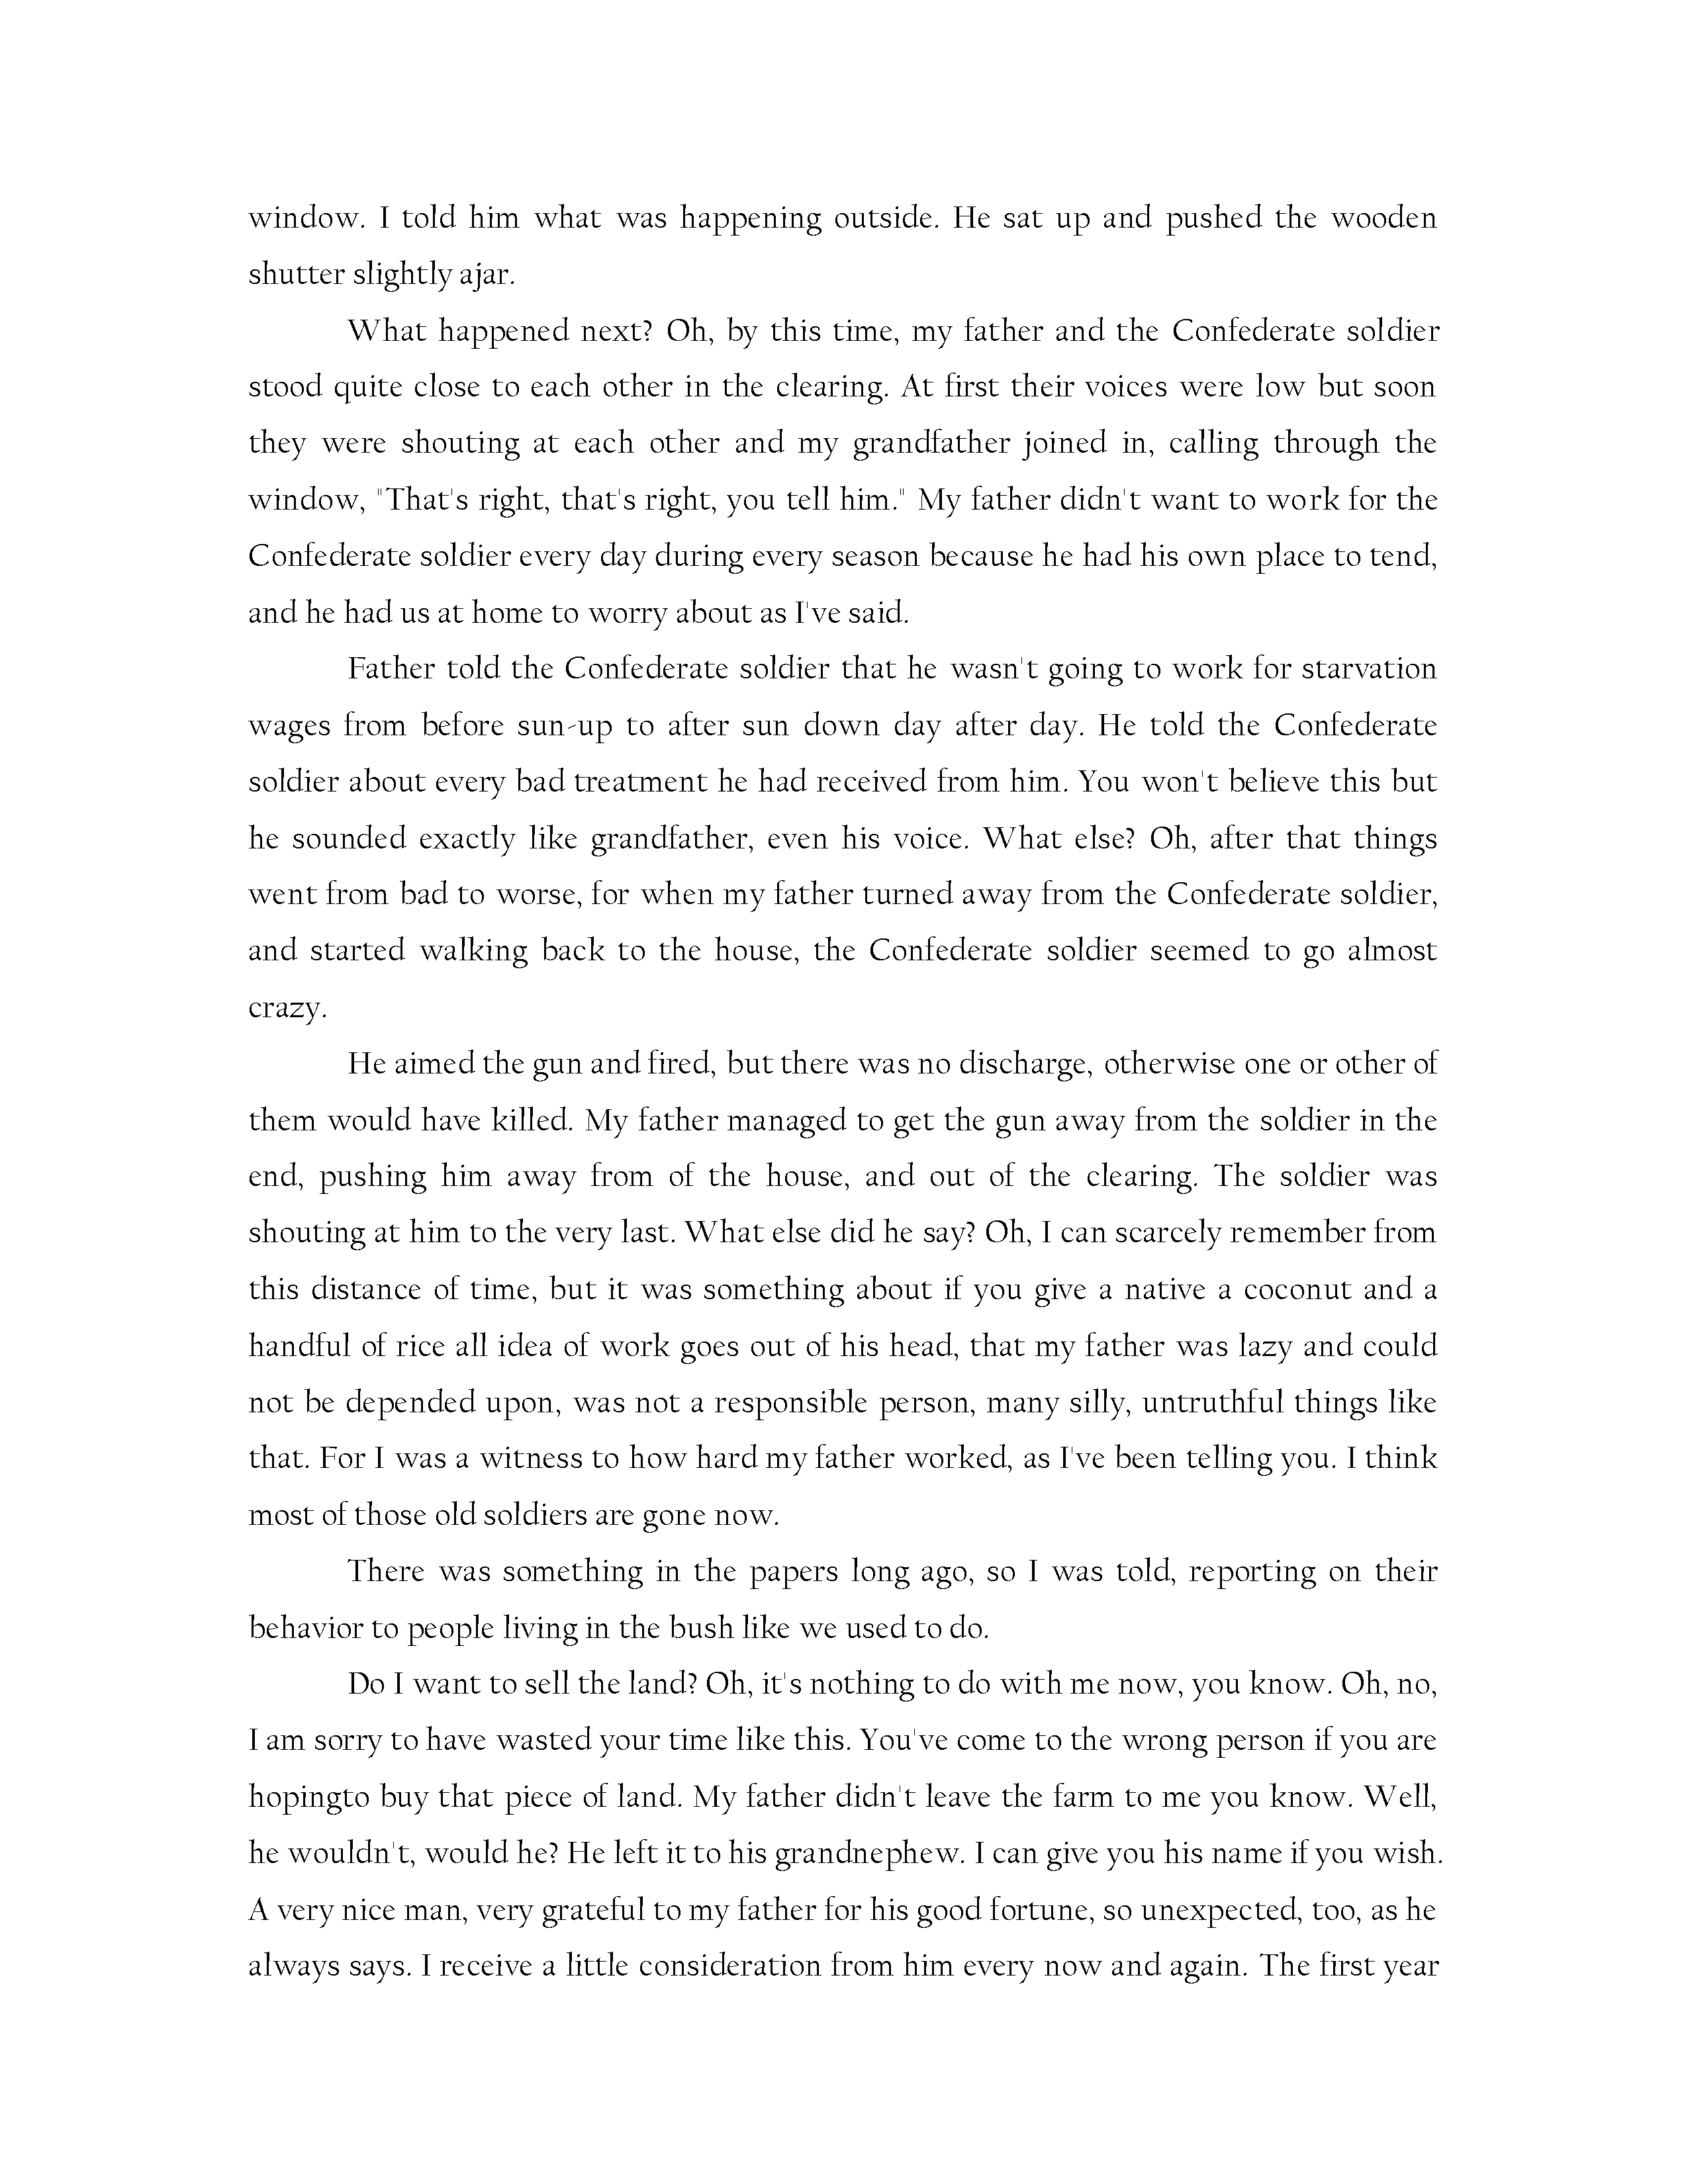 window. I told him what was happening outside. He sat up and pushed the wooden
shutter slightly ajar.
What happened next? Oh, by this time, my father and the Confederate soldier
stood quite close to each other in the clearing. At first their voices were low but soon
they were shouting at each other and my grandfather joined in, calling through the
window, "That's right, that's right, you tell him." My father didn't want to work for the
Confederate soldier every day during every season because he had his own place to tend,
and he had us at home to worry about as I've said.
Father told the Confederate soldier that he wasn't going to work for starvation
wages from before sun-up to after sun down day after day. He told the Confederate
soldier about every bad treatment he had received from him. You won't believe this but
he sounded exactly like grandfather, even his voice. What else? Oh, after that things
went from bad to worse, for when my father turned away from the Confederate soldier,
and started walking back to the house, the Confederate soldier seemed to go almost
crazy.
He aimed the gun and fired, but there was no discharge, otherwise one or other of
them would have killed. My father managed to get the gun away from the soldier in the
end, pushing him away from of the house, and out of the clearing. The soldier was
shouting at him to the very last. What else did he say? Oh, I can scarcely remember from
this distance of time, but it was something about if you give a native a coconut and a
handful of rice all idea of work goes out of his head, that my father was lazy and could
not be depended upon, was not a responsible person, many silly, untruthful things like
that. For I was a witness to how hard my father worked, as I've been telling you. I think
most of those old soldiers are gone now.
There was something in the papers long ago, so I was told, reporting on their
behavior to people living in the bush like we used to do.
Do I want to sell the land? Oh, it's nothing to do with me now, you know. Oh, no,
I am sorry to have wasted your time like this. You've come to the wrong person if you are
hopingto buy that piece of land. My father didn't leave the farm to me you know. Well,
he wouldn't, would he? He left it to his grandnephew. I can give you his name if you wish.
A very nice man, very grateful to my father for his good fortune, so unexpected, too, as he
always says. I receive a little consideration from him every now and again. The first year